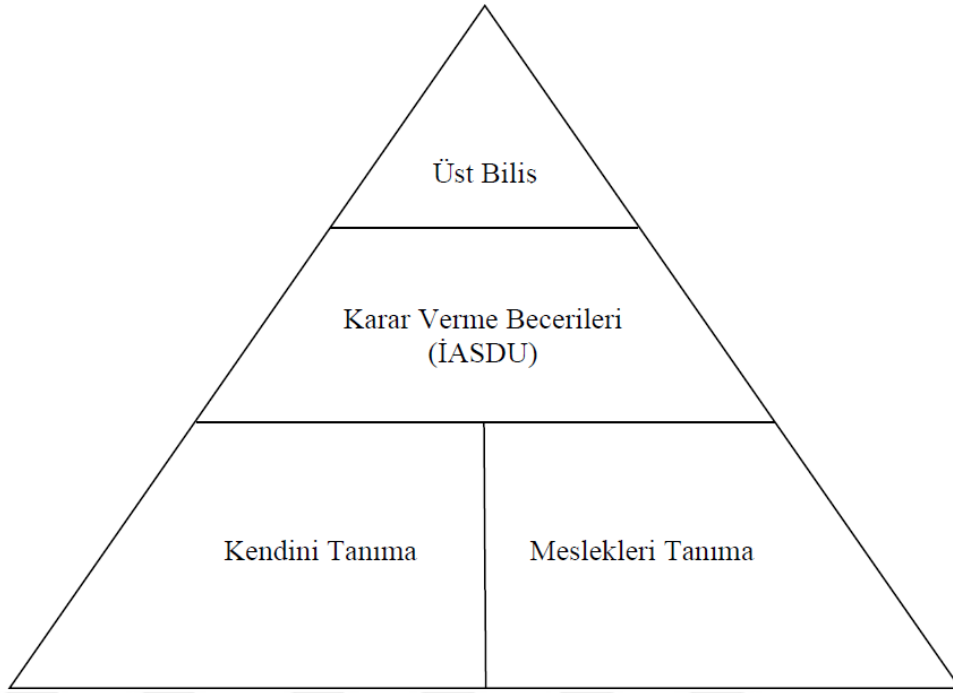 Üst Bilis
Karar Verme Becerileri
(İASDU)
Kendini Tanıma
Meslekleri Tanıma